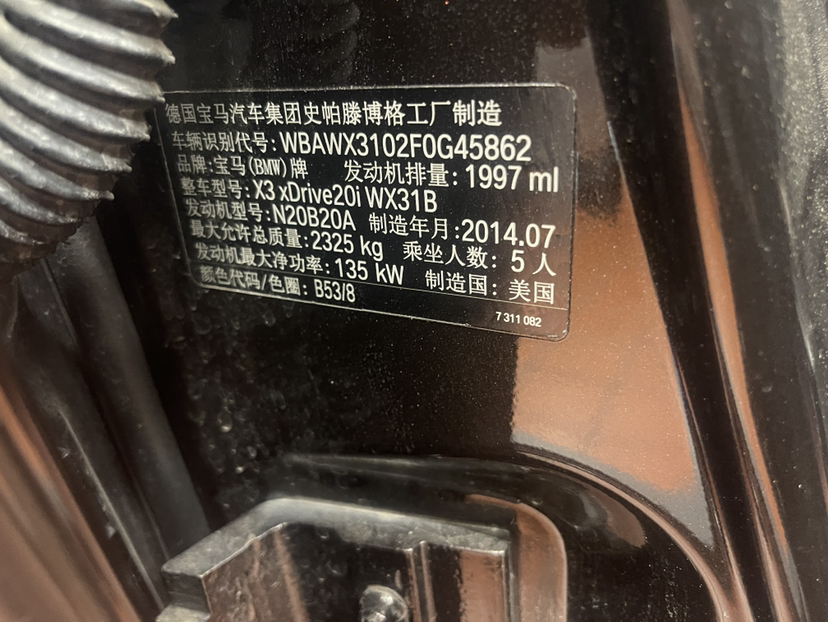 德国宝马汽车集团史帕滕博格工厂制造
车辆识别代号: WBAWX3102F0G45862
品牌: 宝马(BMW)牌 发动机排量: 1997 ml
整车型号: X3 xDrive20i WX31B
发动机型号: N20B20A 制造年月: 2014.07
最大允许总质量: 2325 kg 乘坐人数: 5 人
发动机最大净功率: 135 kW 制造国: 美国
颜色代码/色圈: B53/8
7 311 082